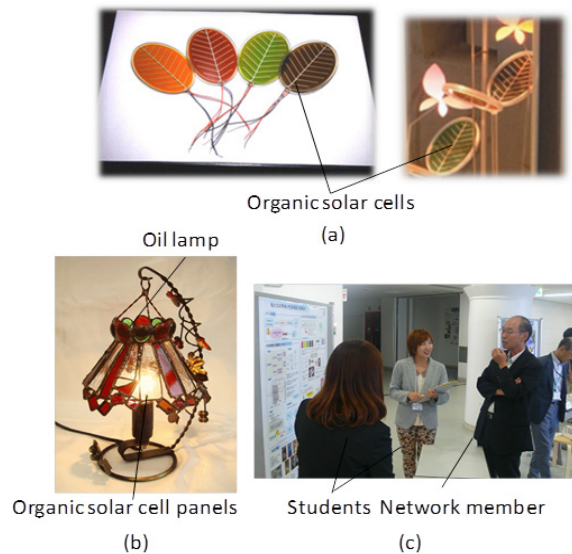 Organic solar cells
(a)
Oil lamp
Organic solar cell panels
Students Network member
(b)
(c)